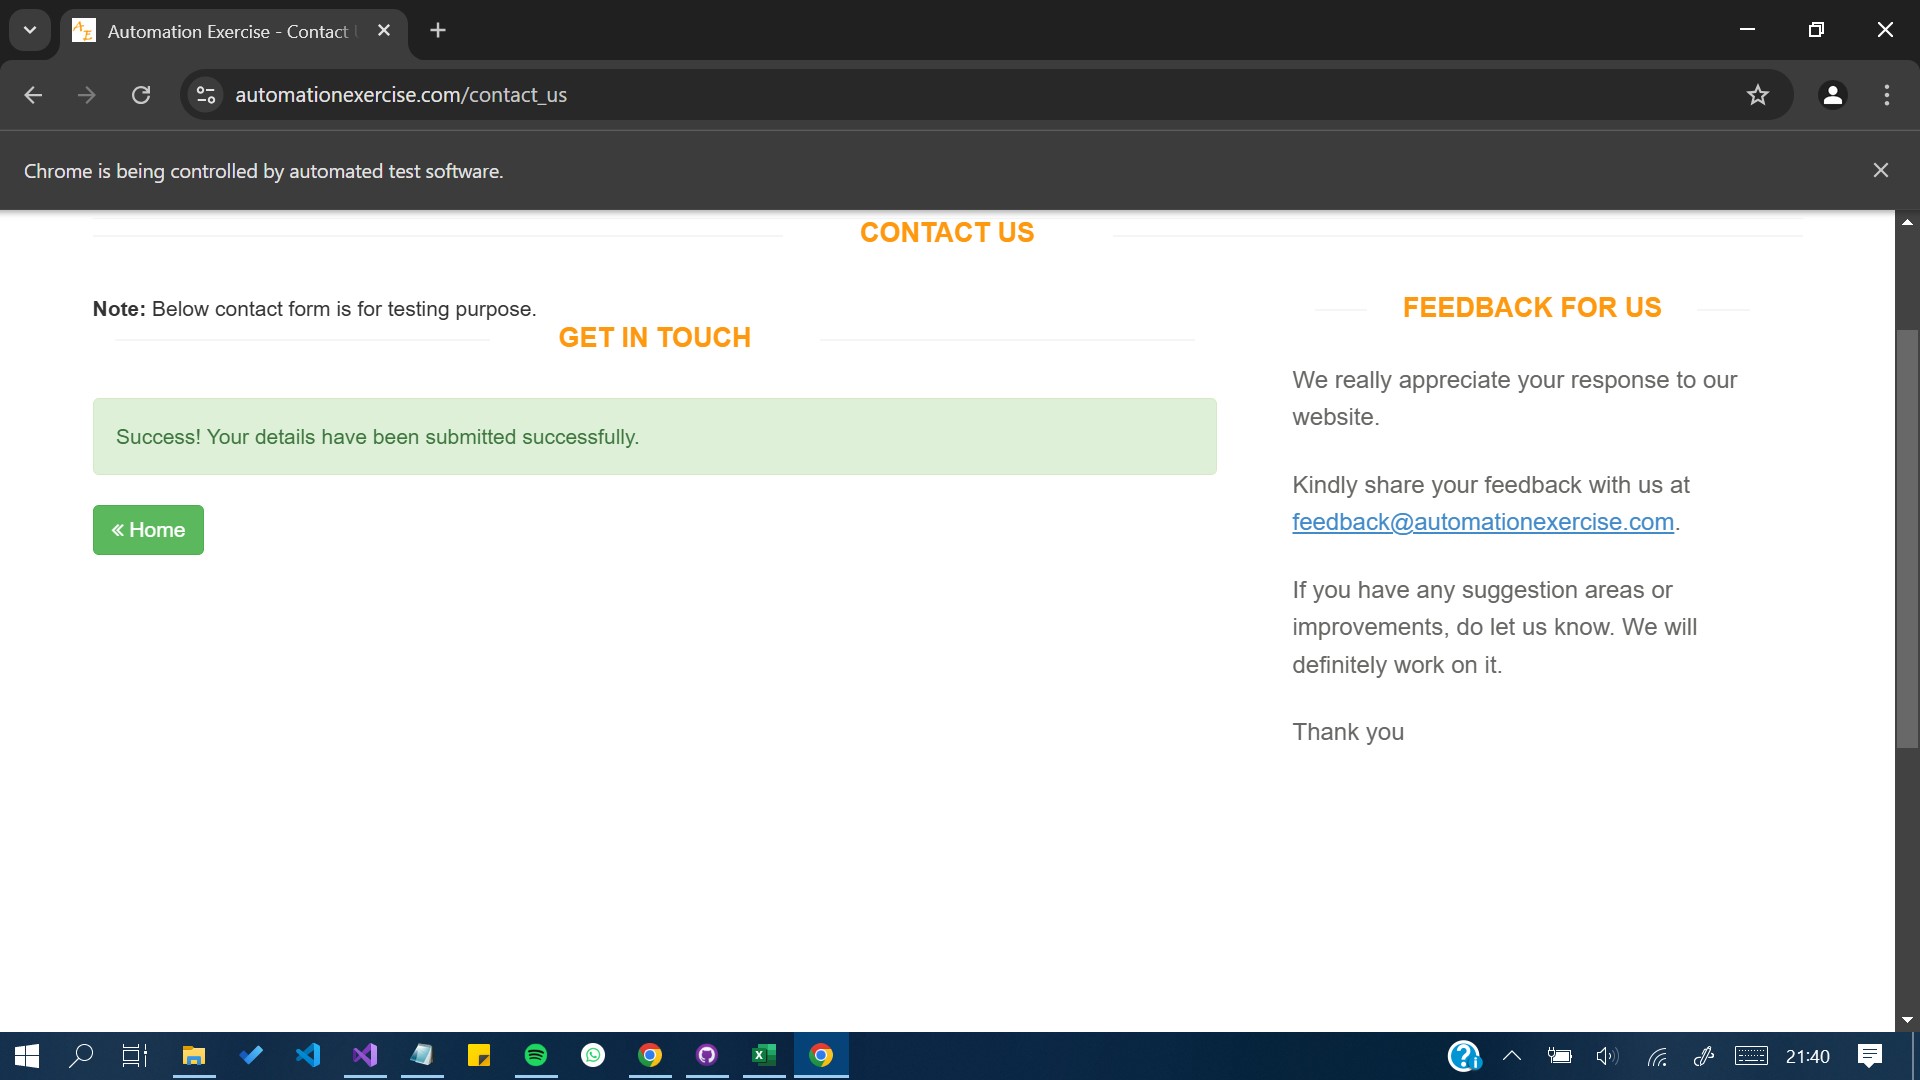 Automation Exercise - Contact
automationexercise.com/contact_us
Chrome is being controlled by automated test software.
CONTACT US
Note: Below contact form is for testing purpose.
GET IN TOUCH
Success! Your details have been submitted successfully.
« Home
FEEDBACK FOR US
We really appreciate your response to our
website.
Kindly share your feedback with us at
feedback@automationexercise.com.
If you have any suggestion areas or
improvements, do let us know. We will
definitely work on it.
Thank you
21:40